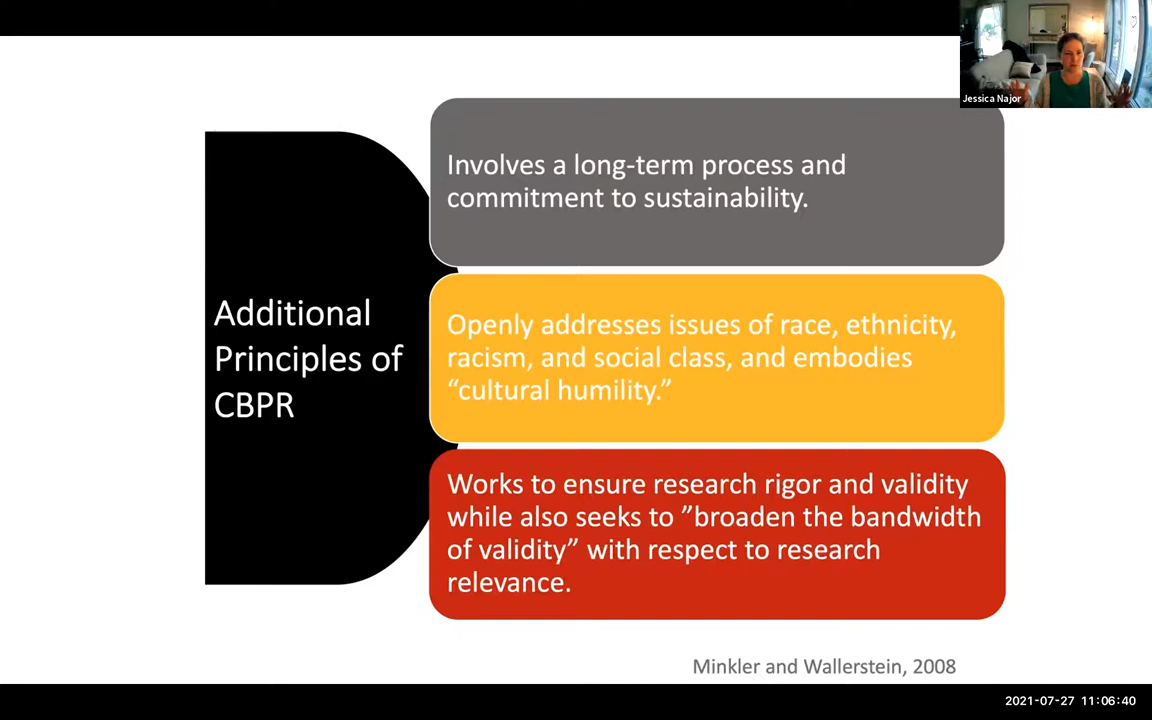 Jessica Najor
Additional
Principles of
CBPR
Involves a long-term process and
commitment to sustainability.
Openly addresses issues of race, ethnicity,
racism, and social class, and embodies
“cultural humility.”
Works to ensure research rigor and validity
while also seeks to ”broaden the bandwidth
of validity” with respect to research
relevance.
Minkler and Wallerstein, 2008
2021-07-27 11:06:40